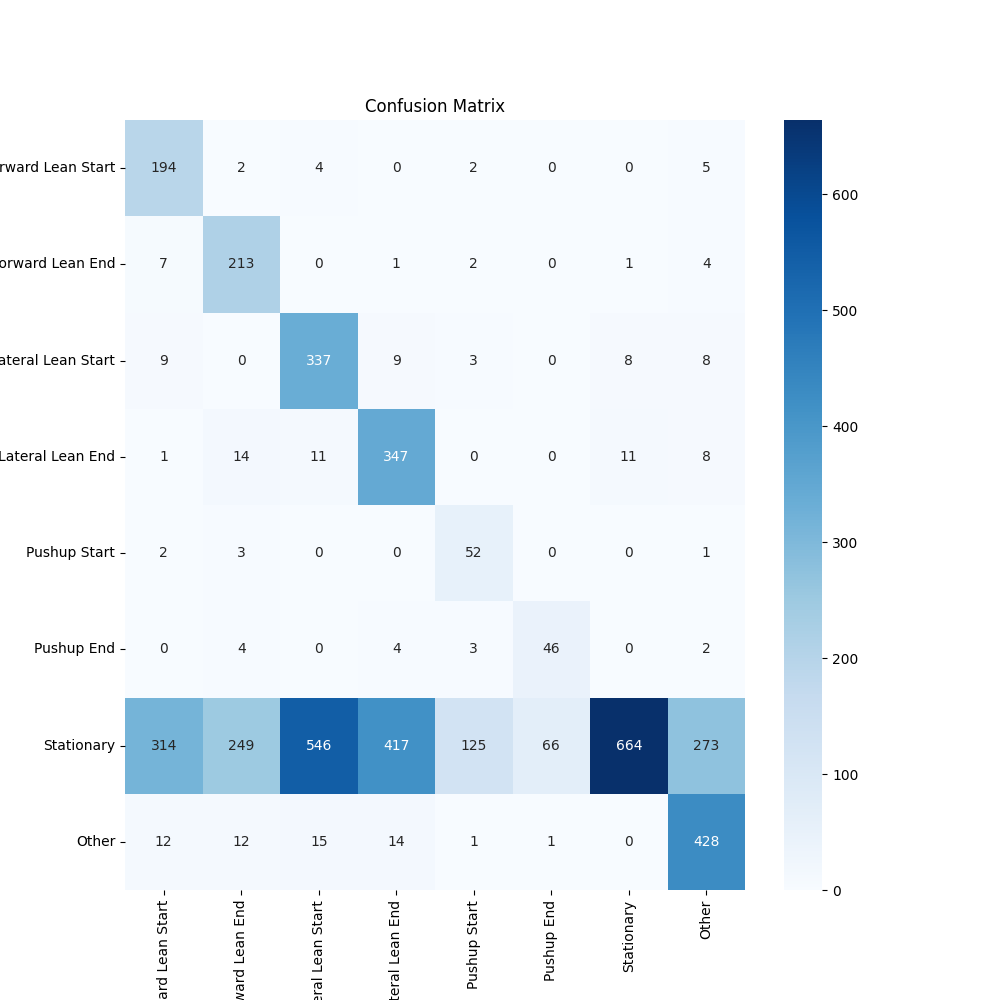 Confusion Matrix
rward Lean Start 194 2 4 0 2 0 0 5
orward Lean End 7 213 0 1 2 0 1 4
ateral Lean Start 9 0 337 9 3 0 8 8
Lateral Lean End 1 14 11 347 0 0 11 8
Pushup Start 2 3 0 0 52 0 0 1
Pushup End 0 4 0 4 3 46 0 2
Stationary 314 249 546 417 125 66 664 273
Other 12 12 15 14 1 1 0 428
ard Lean Start
ward Lean End
eral Lean Start
teral Lean End
Pushup Start
Pushup End
Stationary
Other
600
500
400
300
200
100
0